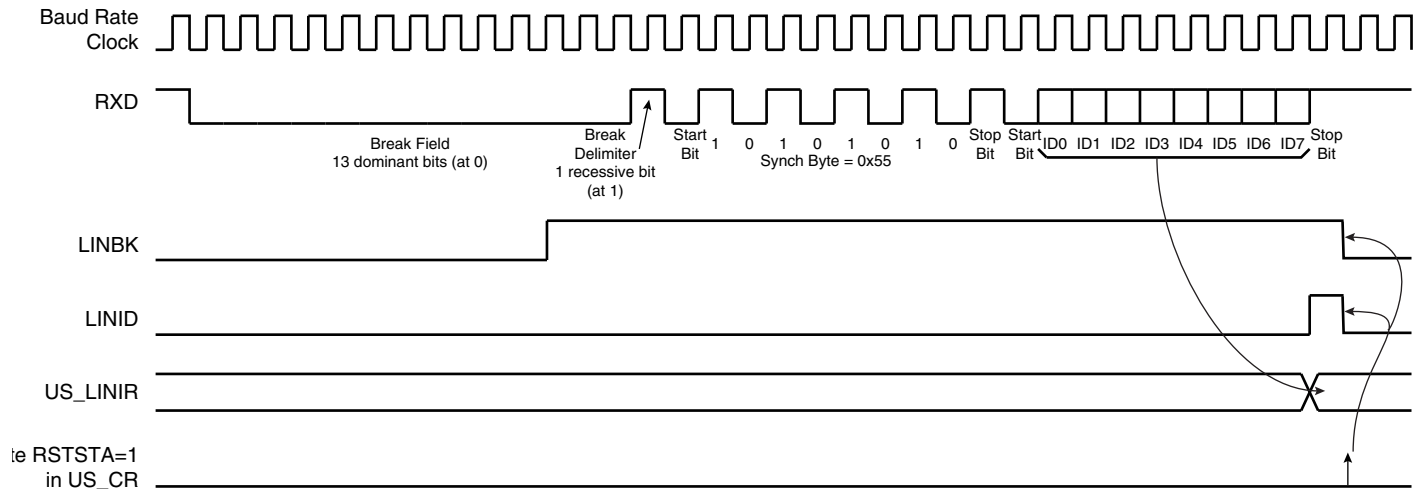 Baud Rate
Clock
RXD
Break Field
13 dominant bits (at 0)
Break
Delimiter
1 recessive bit
(at 1)
Start
Bit
1 0 1 0 1 0 1 0
Synch Byte = 0x55
Stop
Bit
Start
Bit
ID0 ID1 ID2 ID3 ID4 ID5 ID6 ID7
Stop
Bit
LINBK
LINID
US_LINIR
te RSTSTA=1
in US_CR